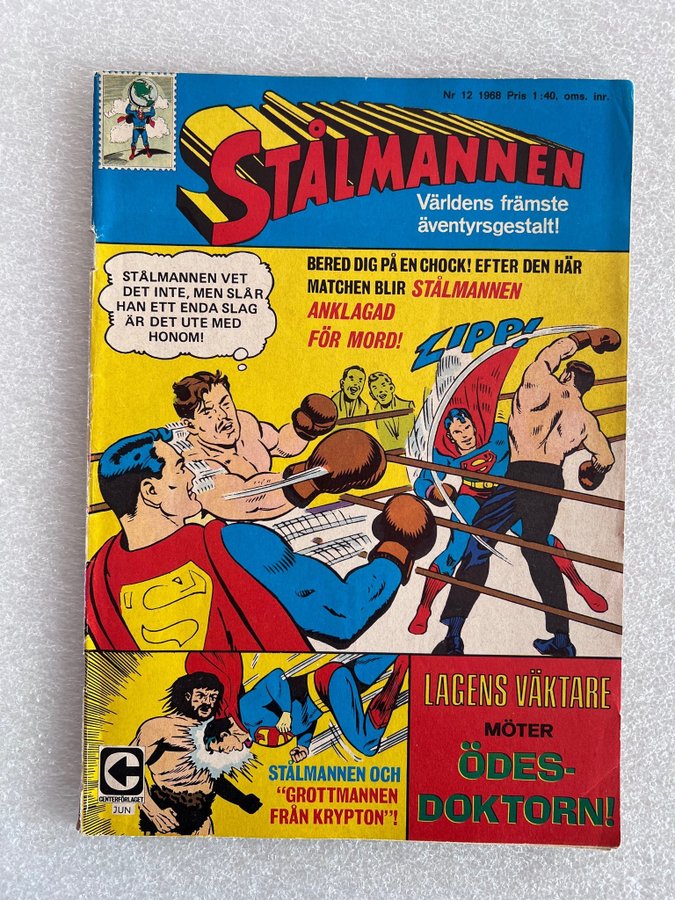 Nr 12 1968 Pris 1:40, oms. inr.
STÅLMANNEN
Världens främste
äventyrsgestalt!
STÅLMANNEN VET
DET INTE, MEN SLÅR
HAN ETT ENDA SLAG
ÄR DET UTE MED
HONOM!
BERED DIG PÅ EN CHOCK! EFTER DEN HÄR
MATCHEN BLIR STÅLMANNEN
ANKLAGAD
FÖR MORD!
ZIPP!
S
S
STÅLMANNEN OCH
"GROTTMANNEN
FRÅN KRYPTON"!
C
CENTERFÖRLAGET
JUN
LAGENS VÄKTARE
MÖTER
ÖDES-
DOKTORN!